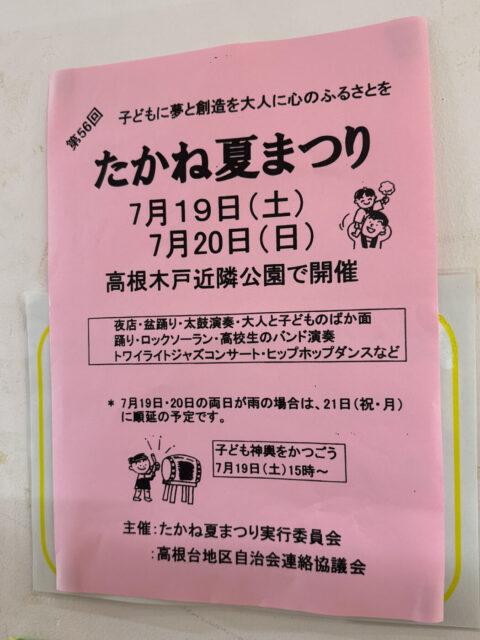 第56回
子どもに夢と創造を大人に心のふるさとを
たかね夏まつり
7月19日(土)
7月20日(日)
高根木戸近隣公園で開催
夜店・盆踊り・太鼓演奏・大人と子どものばか面
踊り・ロックソーラン・高校生のバンド演奏
トワイライトジャズコンサート・ヒップホップダンスなど
* 7月19日・20日の両日が雨の場合は、21日(祝・月)
に順延の予定です。
子ども神輿をかつごう
7月19日(土)15時~
主催:たかね夏まつり実行委員会
:高根台地区自治会連絡協議会